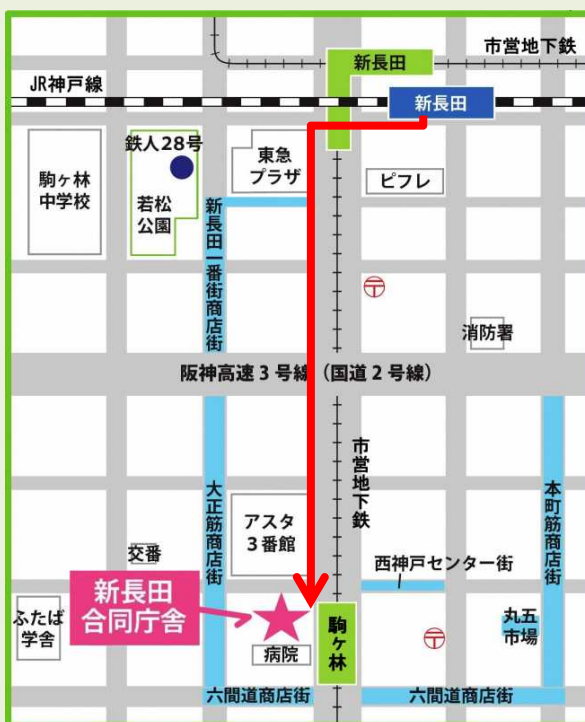 市営地下鉄
新長田
JR神戸線
新長田
鉄人28号
東急
プラザ
駒ヶ林
中学校
若松
公園
ピフレ
新長田一番街商店街
〒
消防署
阪神高速3号線（国道2号線）
市営地下鉄
大正筋商店街
本町筋商店街
アスタ
3番館
交番
西神戸センター街
新長田
合同庁舎
ふたば
学舎
駒ヶ林
丸五
市場
〒
病院
六間道商店街
六間道商店街